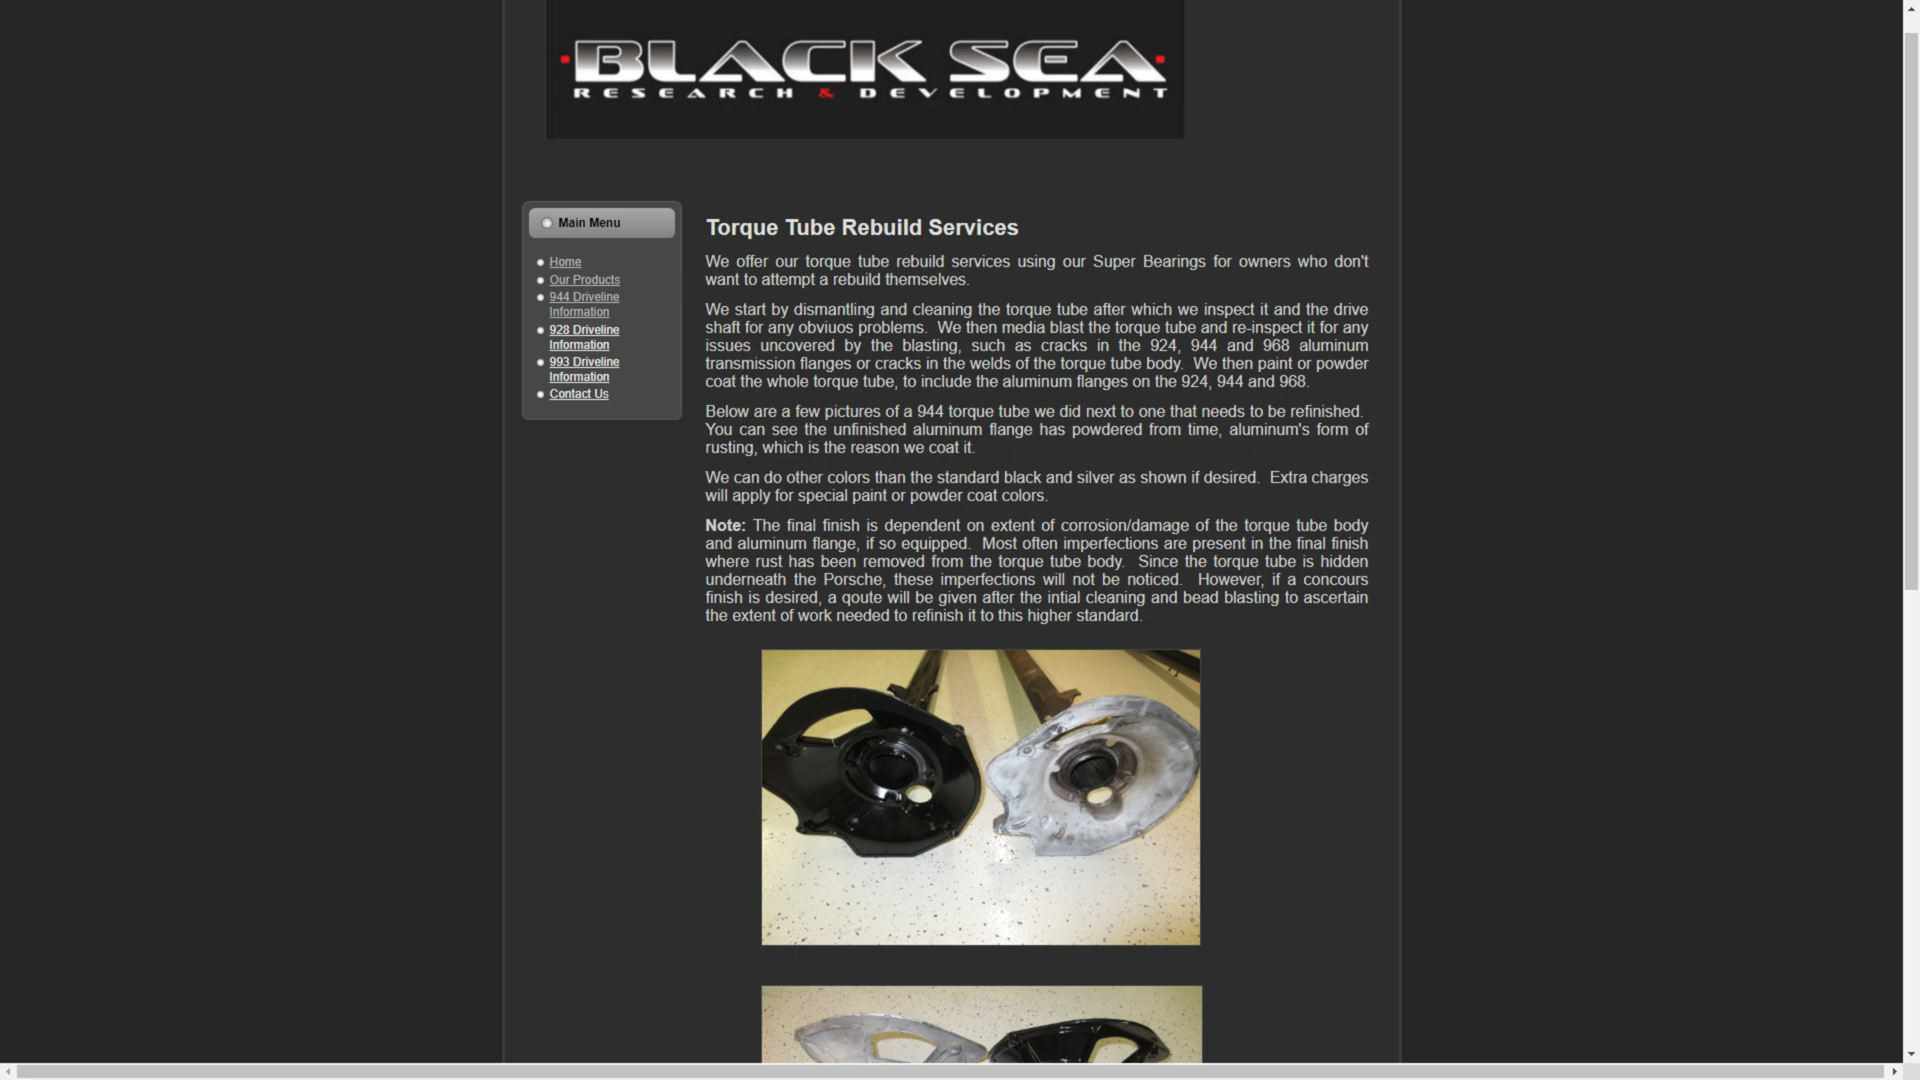 BLACK SEA
RESEARCH & DEVELOPMENT
Main Menu
Home
Our Products
944 Driveline
Information
928 Driveline
Information
993 Driveline
Information
Contact Us
Torque Tube Rebuild Services
We offer our torque tube rebuild services using our Super Bearings for owners who don't
want to attempt a rebuild themselves.
We start by dismantling and cleaning the torque tube after which we inspect it and the drive
shaft for any obviuos problems.  We then media blast the torque tube and re-inspect it for any
issues uncovered by the blasting, such as cracks in the 924, 944 and 968 aluminum
transmission flanges or cracks in the welds of the torque tube body.  We then paint or powder
coat the whole torque tube, to include the aluminum flanges on the 924, 944 and 968.
Below are a few pictures of a 944 torque tube we did next to one that needs to be refinished.
You can see the unfinished aluminum flange has powdered from time, aluminum's form of
rusting, which is the reason we coat it.
We can do other colors than the standard black and silver as shown if desired.  Extra charges
will apply for special paint or powder coat colors.
Note: The final finish is dependent on extent of corrosion/damage of the torque tube body
and aluminum flange, if so equipped.  Most often imperfections are present in the final finish
where rust has been removed from the torque tube body.  Since the torque tube is hidden
underneath the Porsche, these imperfections will not be noticed.  However, if a concours
finish is desired, a qoute will be given after the intial cleaning and bead blasting to ascertain
the extent of work needed to refinish it to this higher standard.